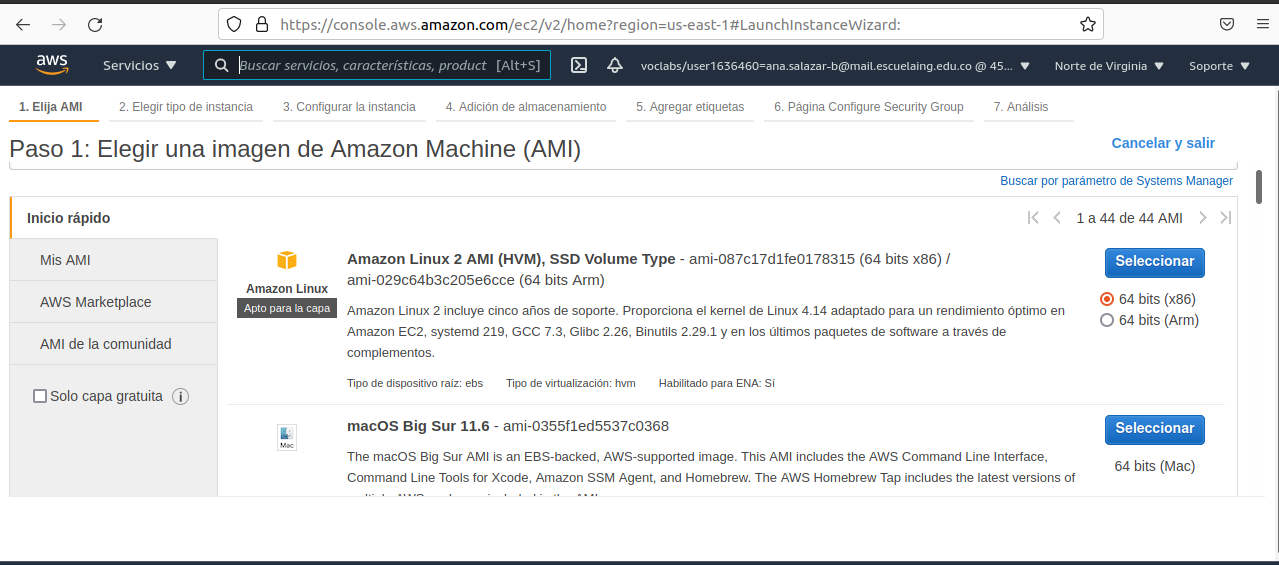 https://console.aws.amazon.com/ec2/v2/home?region=us-east-1#LaunchInstanceWizard:
aws Servicios Buscar servicios, características, product [Alt+S] voclabs/user1636460=ana.salazar-b@mail.escuelaing.edu.co @ 45... Norte de Virginia Soporte
1. Elija AMI 2. Elegir tipo de instancia 3. Configurar la instancia 4. Adición de almacenamiento 5. Agregar etiquetas 6. Página Configure Security Group 7. Análisis
Paso 1: Elegir una imagen de Amazon Machine (AMI) Cancelar y salir
Buscar por parámetro de Systems Manager
Inicio rápido
1 a 44 de 44 AMI
Mis AMI
AWS Marketplace
AMI de la comunidad
Solo capa gratuita
Amazon Linux
Apto para la capa
Amazon Linux 2 AMI (HVM), SSD Volume Type - ami-087c17d1fe0178315 (64 bits x86) /
ami-029c64b3c205e6cce (64 bits Arm)
Amazon Linux 2 incluye cinco años de soporte. Proporciona el kernel de Linux 4.14 adaptado para un rendimiento óptimo en
Amazon EC2, systemd 219, GCC 7.3, Glibc 2.26, Binutils 2.29.1 y en los últimos paquetes de software a través de
complementos.
Tipo de dispositivo raíz: ebs Tipo de virtualización: hvm Habilitado para ENA: Sí
Seleccionar
64 bits (x86)
64 bits (Arm)
Mac
macOS Big Sur 11.6 - ami-0355f1ed5537c0368
The macOS Big Sur AMI is an EBS-backed, AWS-supported image. This AMI includes the AWS Command Line Interface,
Command Line Tools for Xcode, Amazon SSM Agent, and Homebrew. The AWS Homebrew Tap includes the latest versions of
Seleccionar
64 bits (Mac)